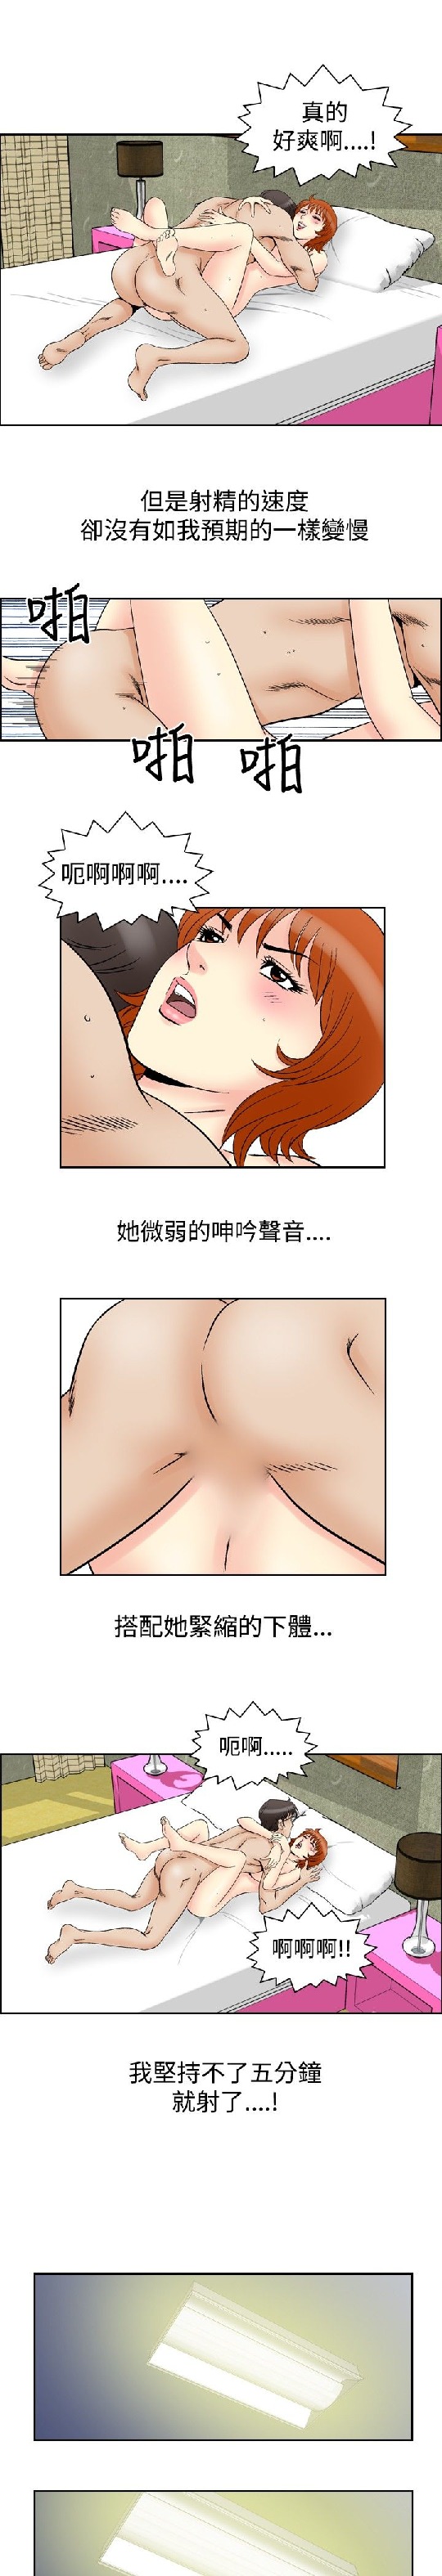 真的
好爽啊....!
但是射精的速度
卻沒有如我預期的一樣變慢
啪
啪
啪
呃啊啊啊....
她微弱的呻吟聲音....
搭配她緊縮的下體...
呃啊.....
啊啊啊!!
我堅持不了五分鐘
就射了....!